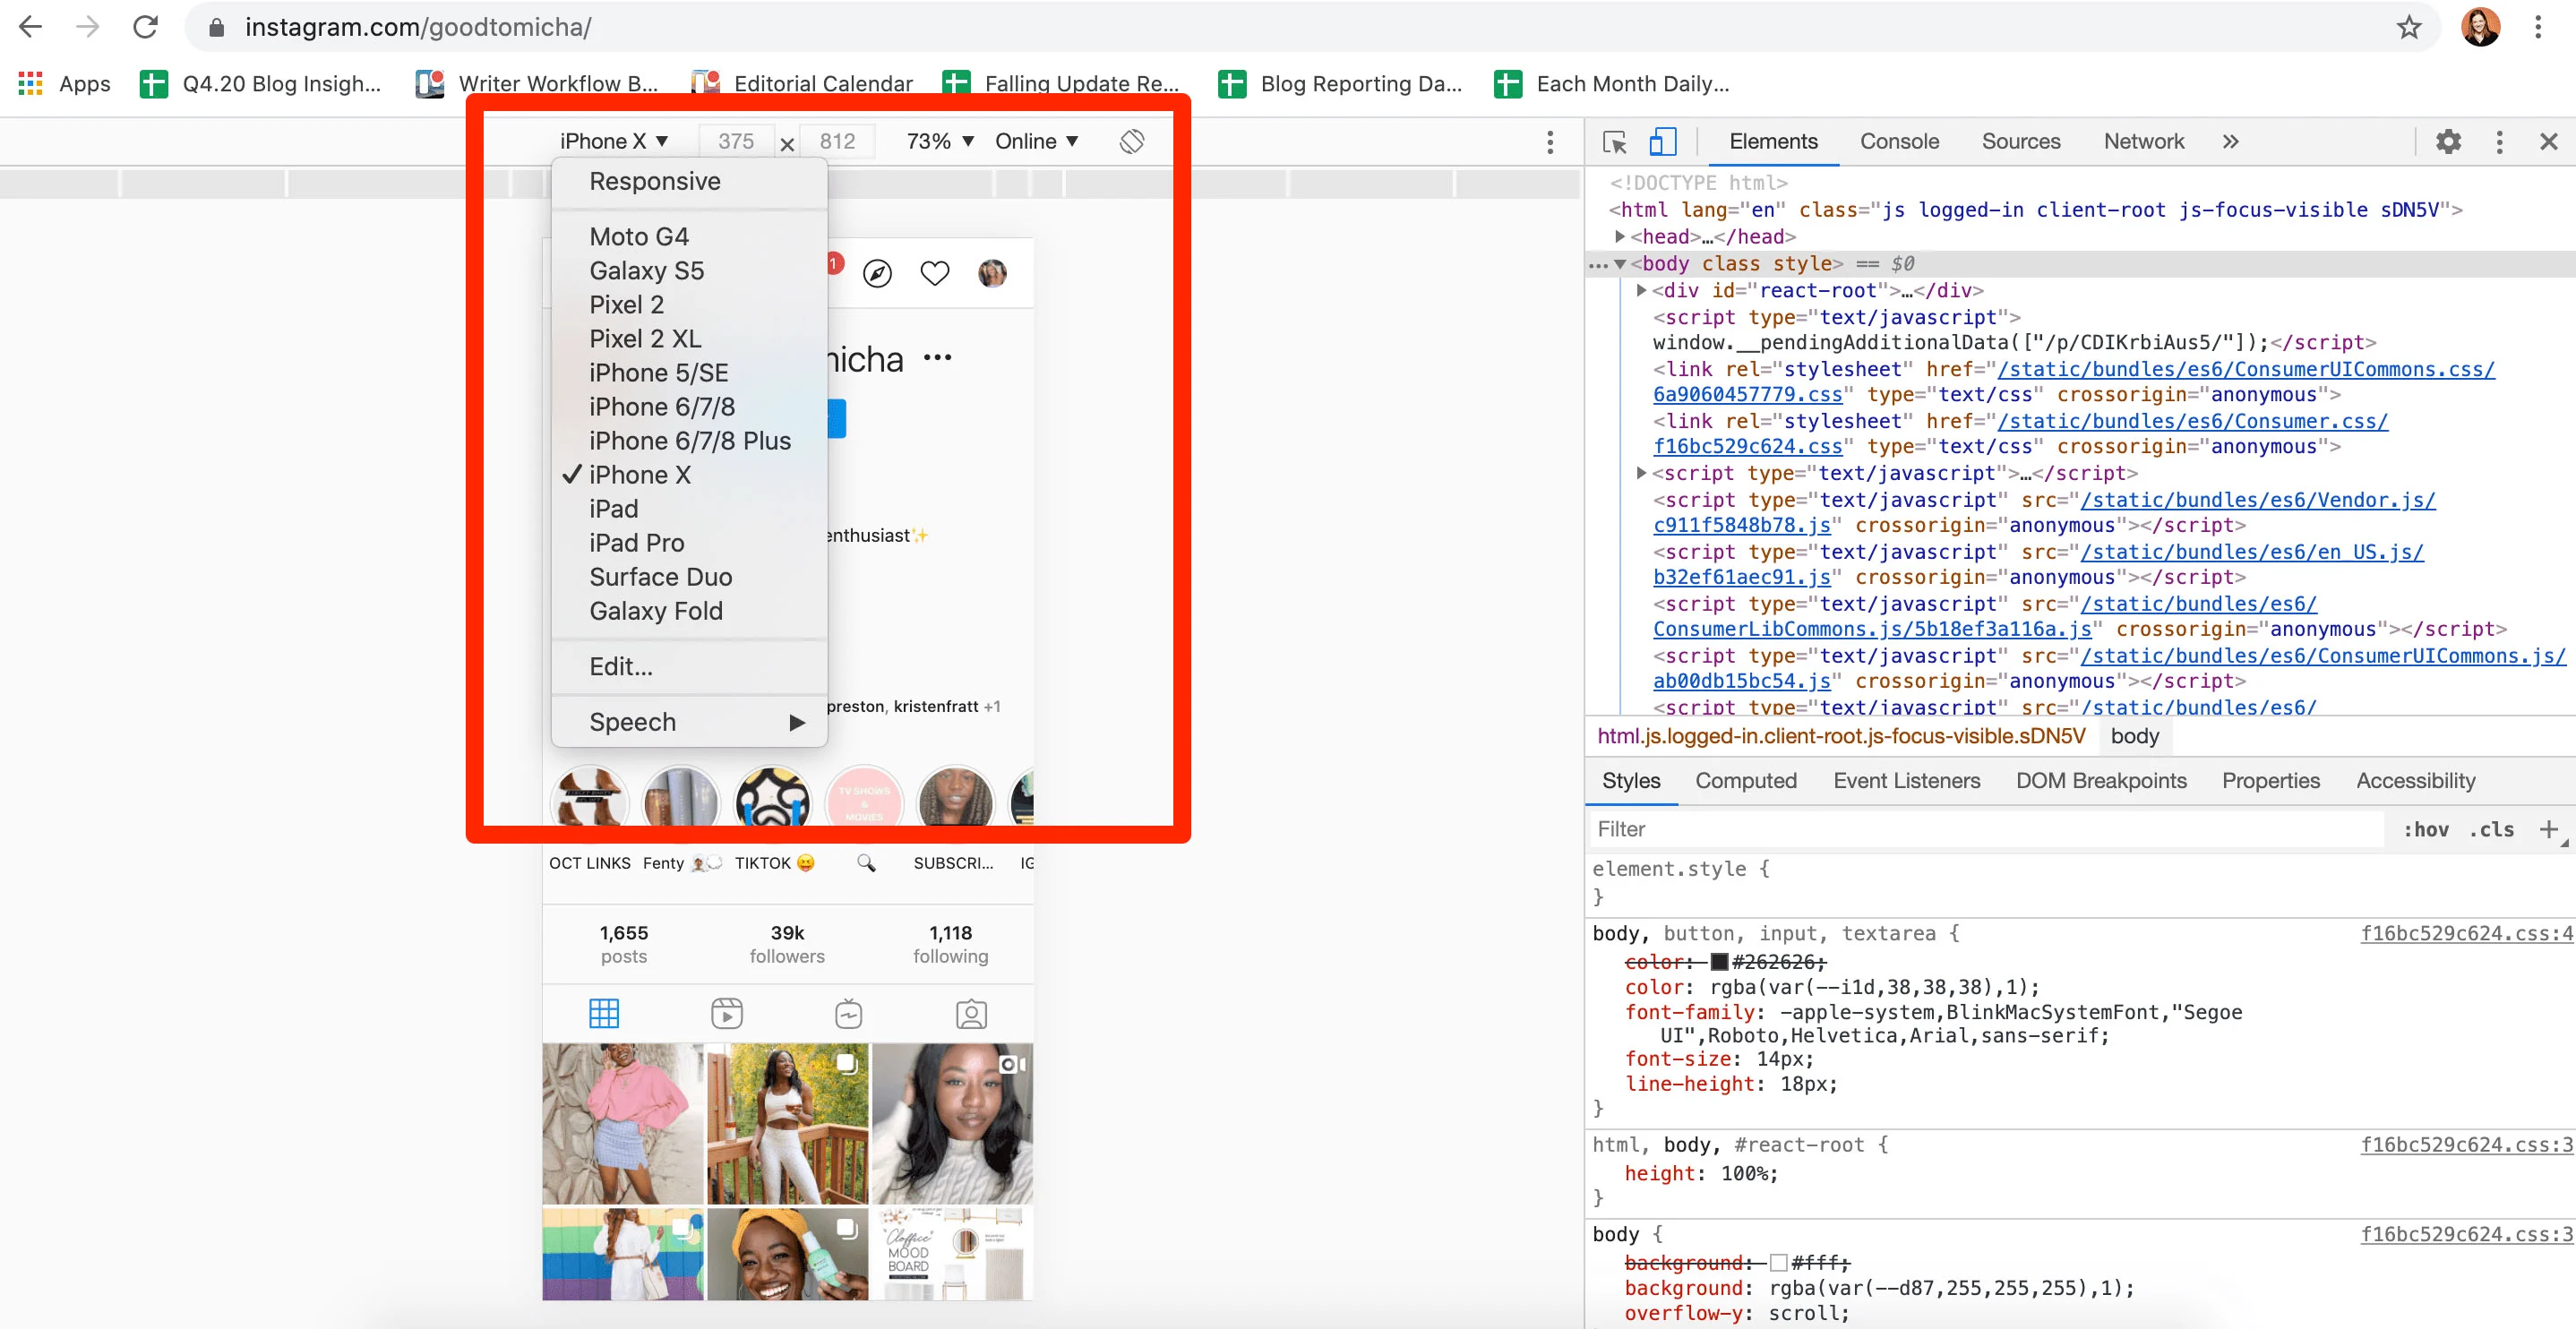 instagram.com/goodtomicha/
Apps Q4.20 Blog Insigh... Writer Workflow B... Editorial Calendar Falling Update Re... Blog Reporting Da... Each Month Daily...
iPhone X ▼ 375 × 812 73% ▼ Online ▼
Responsive
Moto G4
Galaxy S5
Pixel 2
Pixel 2 XL
iPhone 5/SE
iPhone 6/7/8
iPhone 6/7/8 Plus
✓ iPhone X
iPad
iPad Pro
Surface Duo
Galaxy Fold
Edit...
Speech ▶
1
micha •••
enthusiast✨
preston, kristenfratt +1
TV SHOWS
&
MOVIES
OCT LINKS Fenty TIKTOK 😝 🔍 SUBSCRI... IG
1,655 39k 1,118
posts followers following
Cloffice
MOOD
BOARD
Elements Console Sources Network »
<!DOCTYPE html>
<html lang="en" class="js logged-in client-root js-focus-visible sDN5V">
▶<head>…</head>
…▼<body class style> == $0
▶<div id="react-root">…</div>
<script type="text/javascript">
window.__pendingAdditionalData(["/p/CDIKrbiAus5/"]);</script>
<link rel="stylesheet" href="/static/bundles/es6/ConsumerUICommons.css/
6a9060457779.css" type="text/css" crossorigin="anonymous">
<link rel="stylesheet" href="/static/bundles/es6/Consumer.css/
f16bc529c624.css" type="text/css" crossorigin="anonymous">
▶<script type="text/javascript">…</script>
<script type="text/javascript" src="/static/bundles/es6/Vendor.js/
c911f5848b78.js" crossorigin="anonymous"></script>
<script type="text/javascript" src="/static/bundles/es6/en_US.js/
b32ef61aec91.js" crossorigin="anonymous"></script>
<script type="text/javascript" src="/static/bundles/es6/
ConsumerLibCommons.js/5b18ef3a116a.js" crossorigin="anonymous"></script>
<script type="text/javascript" src="/static/bundles/es6/ConsumerUICommons.js/
ab00db15bc54.js" crossorigin="anonymous"></script>
<script type="text/javascript" src="/static/bundles/es6/
html.js.logged-in.client-root.js-focus-visible.sDN5V body
Styles Computed Event Listeners DOM Breakpoints Properties Accessibility
Filter :hov .cls +
element.style {
}
body, button, input, textarea { f16bc529c624.css:4
color: #262626;
color: rgba(var(--i1d,38,38,38),1);
font-family: -apple-system,BlinkMacSystemFont,"Segoe
UI",Roboto,Helvetica,Arial,sans-serif;
font-size: 14px;
line-height: 18px;
}
html, body, #react-root { f16bc529c624.css:3
height: 100%;
}
body { f16bc529c624.css:3
background: #fff;
background: rgba(var(--d87,255,255,255),1);
overflow-y: scroll;